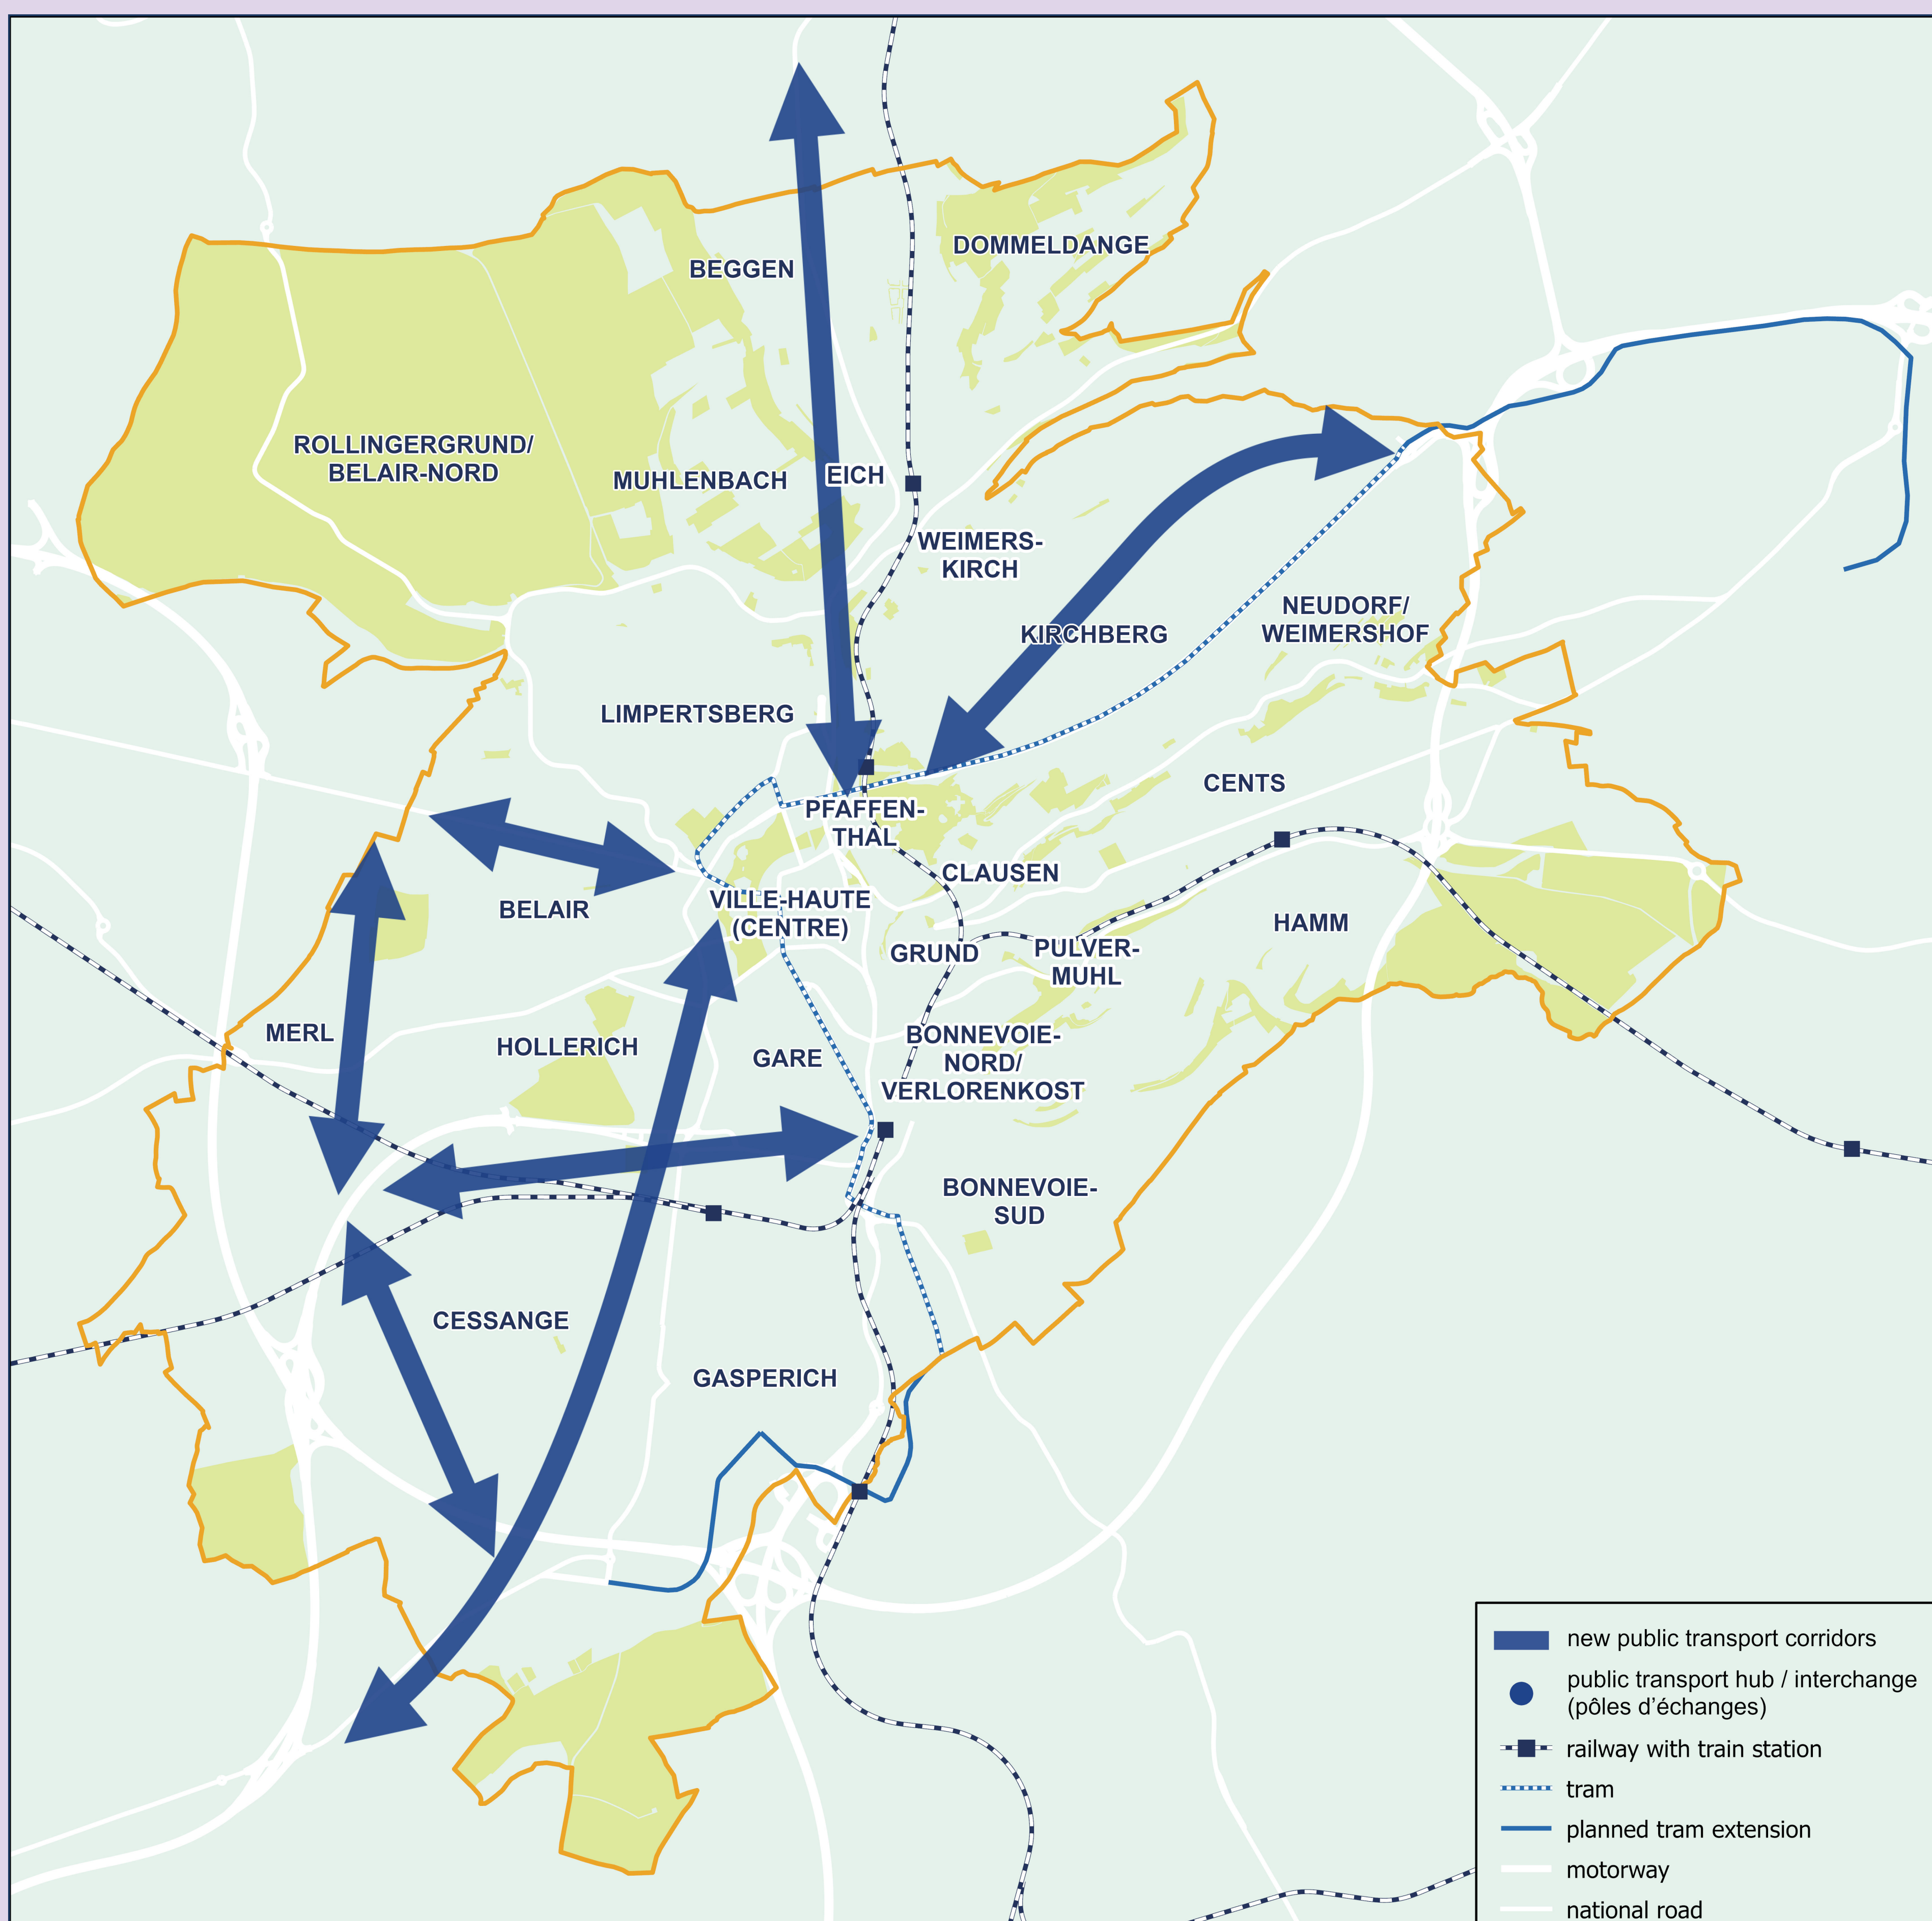 DOMMELDANGE
BEGGEN
ROLLINGERGRUND/
BELAIR-NORD
MUHLENBACH
EICH
WEIMERS-
KIRCH
KIRCHBERG
NEUDORF/
WEIMERSHOF
LIMPERTSBERG
CENTS
PFAFFEN-
THAL
CLAUSEN
BELAIR
VILLE-HAUTE
(CENTRE)
GRUND
PULVER-
MUHL
HAMM
MERL
HOLLERICH
GARE
BONNEVOIE-
NORD/
VERLORENKOST
BONNEVOIE-
SUD
CESSANGE
GASPERICH
new public transport corridors
public transport hub / interchange
(pôles d'échanges)
railway with train station
tram
planned tram extension
motorway
national road